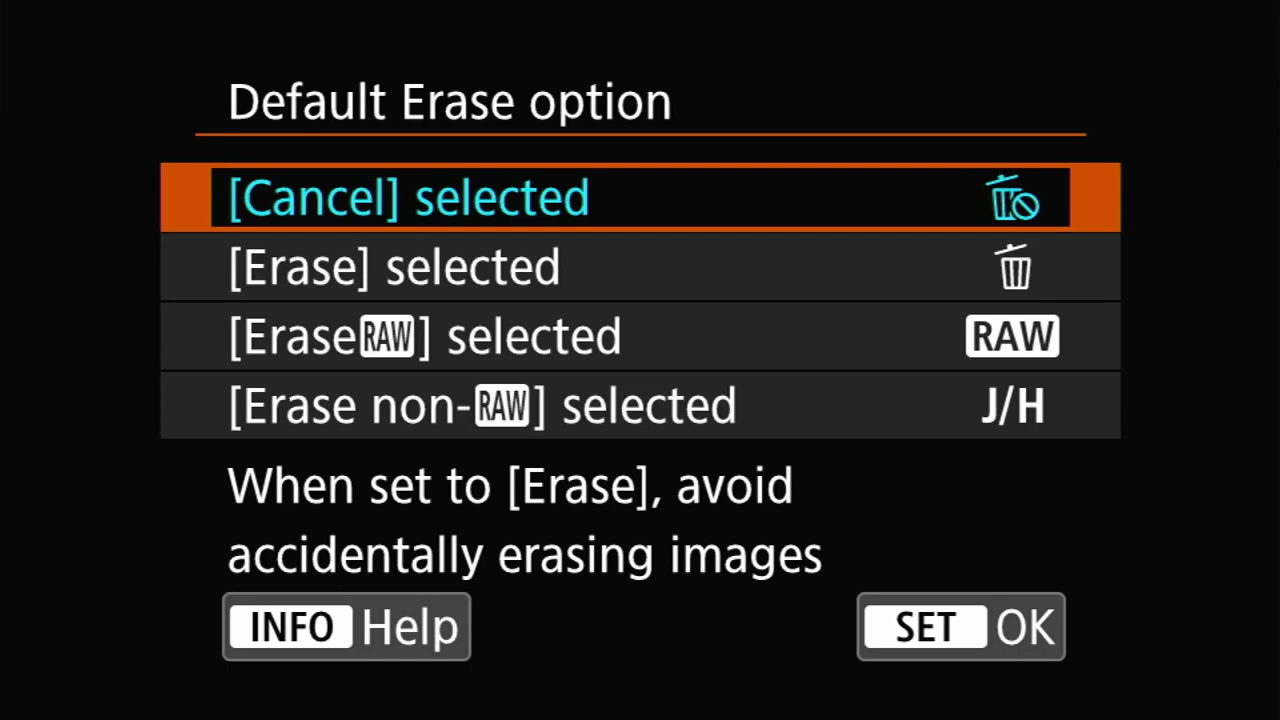 Default Erase option
[Cancel] selected
[Erase] selected
[EraseRAW] selected RAW
[Erase non-RAW] selected J/H
When set to [Erase], avoid
accidentally erasing images
INFO Help SET OK